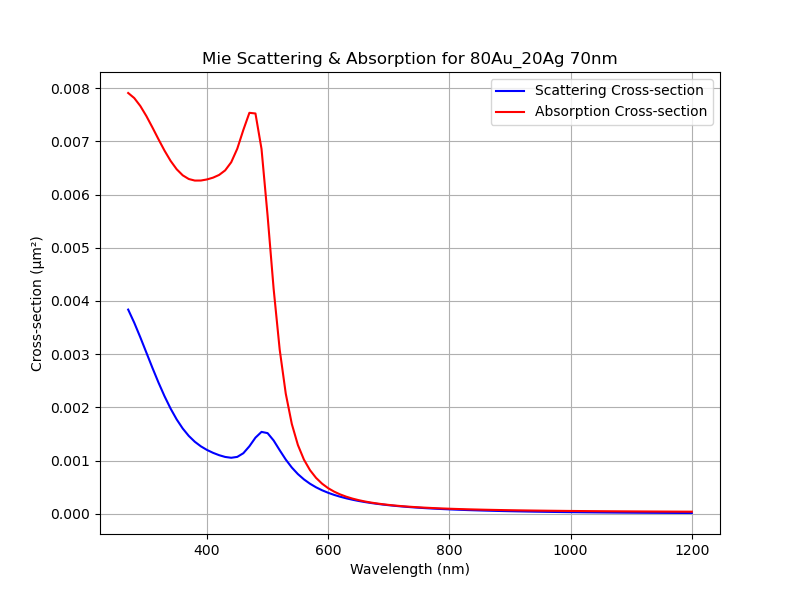 Mie Scattering & Absorption for 80Au_20Ag 70nm
Scattering Cross-section
Absorption Cross-section
Cross-section (μm²)
0.008
0.007
0.006
0.005
0.004
0.003
0.002
0.001
0.000
400 600 800 1000 1200
Wavelength (nm)